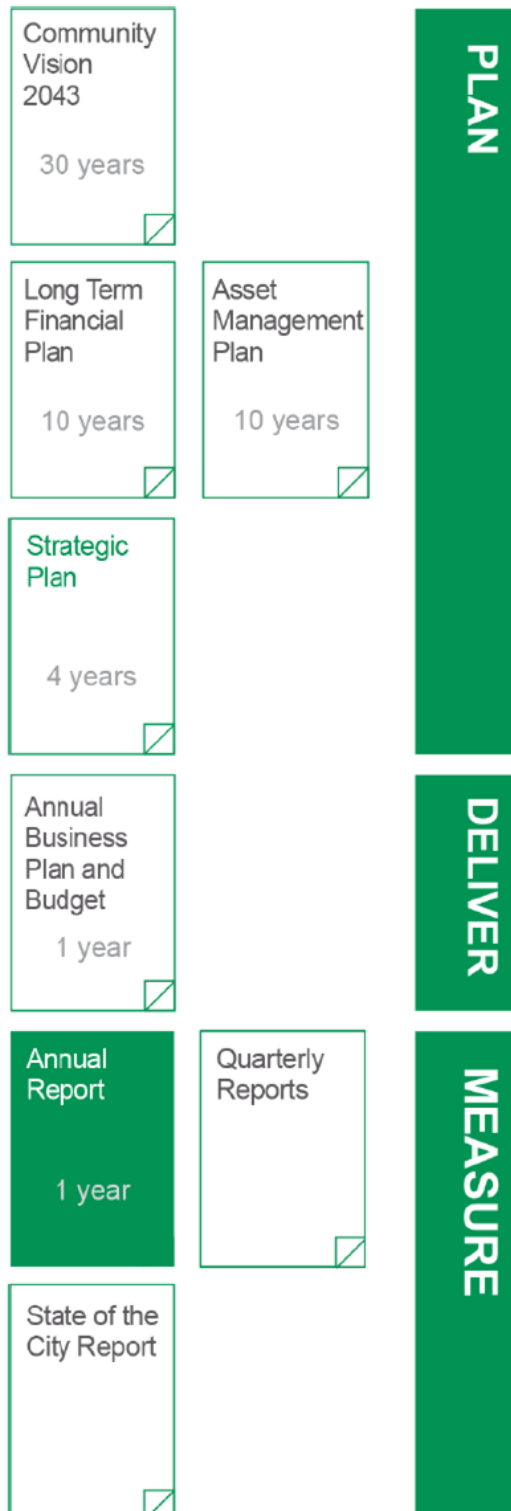 Community
Vision
2043
30 years
PLAN
Long Term
Financial
Plan
10 years
Asset
Management
Plan
10 years
Strategic
Plan
4 years
Annual
Business
Plan and
Budget
1 year
DELIVER
Annual
Report
1 year
Quarterly
Reports
MEASURE
State of the
City Report